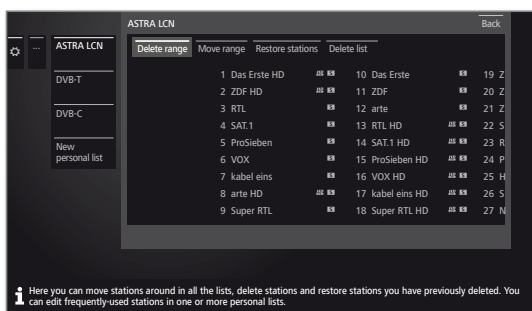 ASTRA LCN Back
... ASTRA LCN
DVB-T
DVB-C
New
personal list
Delete range Move range Restore stations Delete list
1 Das Erste HD 10 Das Erste 19 Z
2 ZDF HD 11 ZDF 20 Z
3 RTL 12 arte 21 Z
4 SAT.1 13 RTL HD 22 S
5 ProSieben 14 SAT.1 HD 23 R
6 VOX 15 ProSieben HD 24 P
7 kabel eins 16 VOX HD 25 H
8 arte HD 17 kabel eins HD 26 S
9 Super RTL 18 Super RTL HD 27 N
Here you can move stations around in all the lists, delete stations and restore stations you have previously deleted. You
can edit frequently-used stations in one or more personal lists.